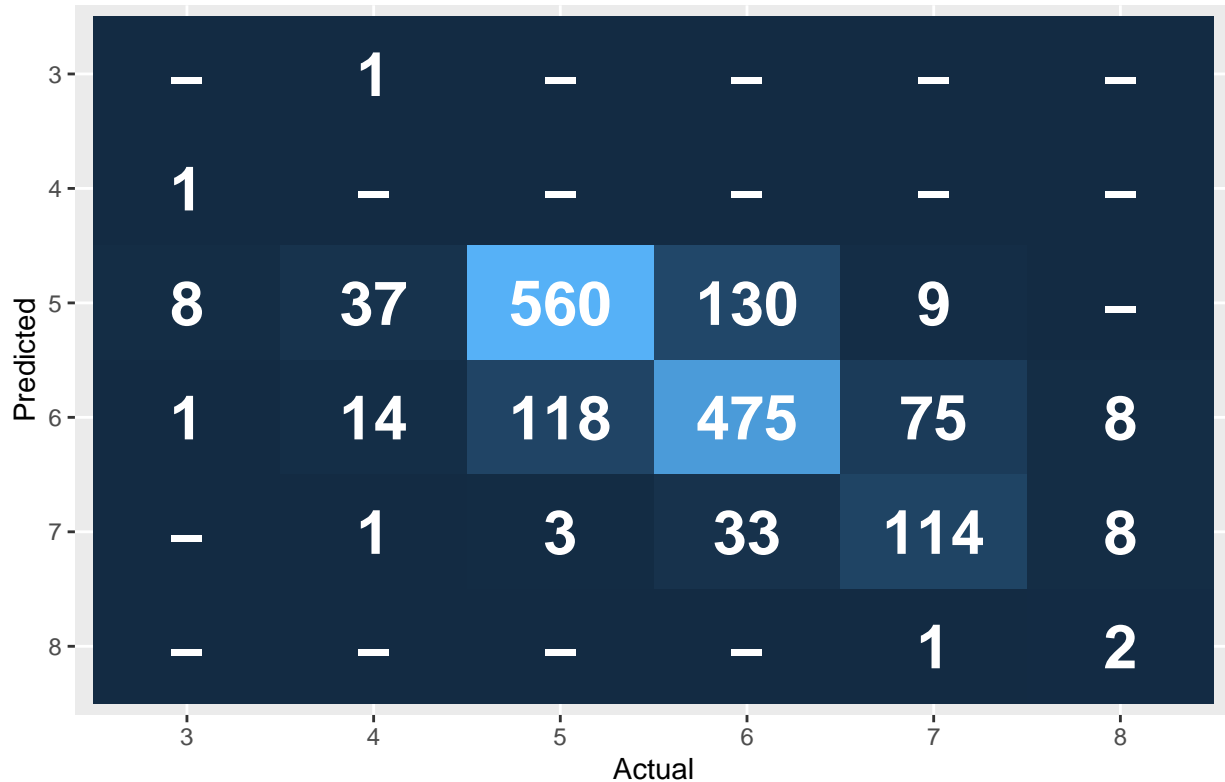 3 – 1 – – – –
4 1 – – – – –
5 8 37 560 130 9 –
Predicted
6 1 14 118 475 75 8
7 – 1 3 33 114 8
8 – – – – 1 2
3 4 5 6 7 8
Actual